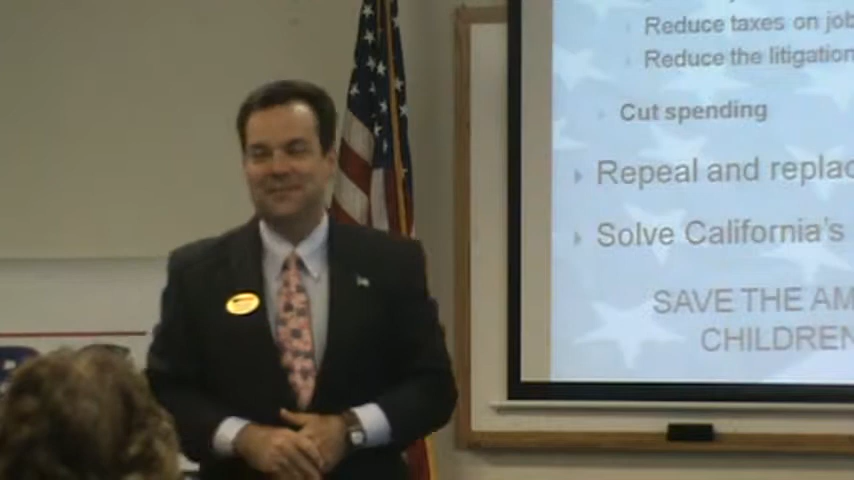 Reduce taxes on job
Reduce the litigation
Cut spending
Repeal and replac
Solve California's
SAVE THE AM
CHILDREN